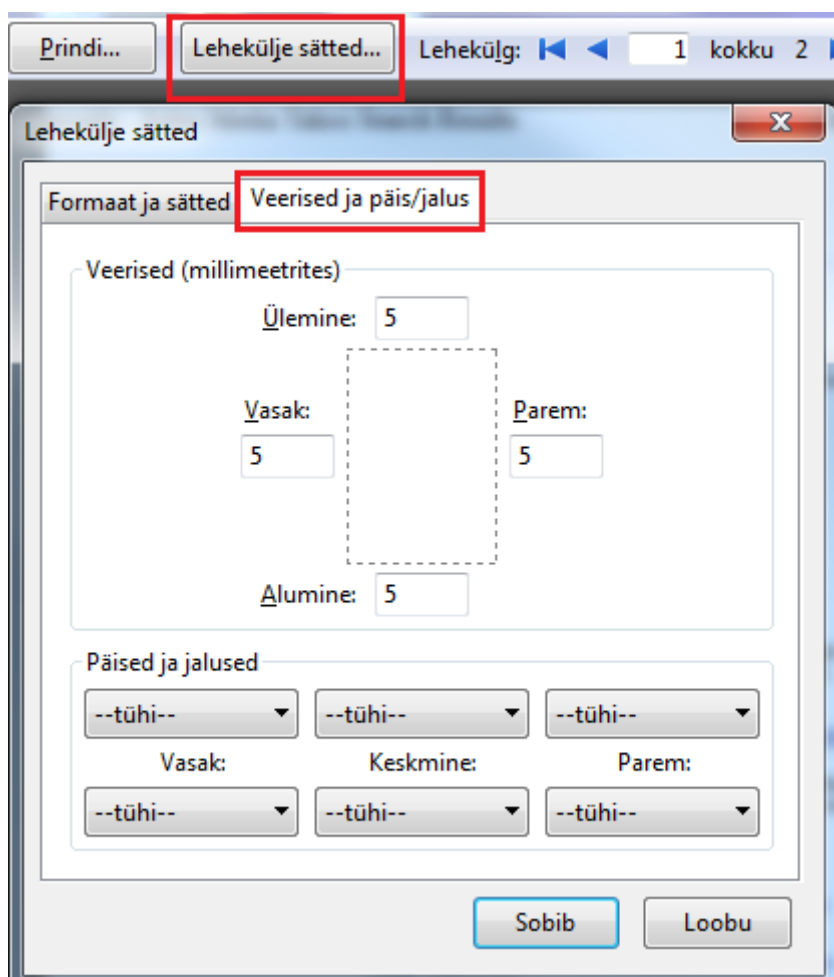 Prindi... Lehekülje sätted... Lehekülg: 1 kokku 2
Lehekülje sätted
Formaat ja sätted Veerised ja päis/jalus
Veerised (millimeetrites)
Ülemine: 5
Vasak: Parem:
5 5
Alumine: 5
Päised ja jalused
--tühi-- --tühi-- --tühi--
Vasak: Keskmine: Parem:
--tühi-- --tühi-- --tühi--
Sobib Loobu